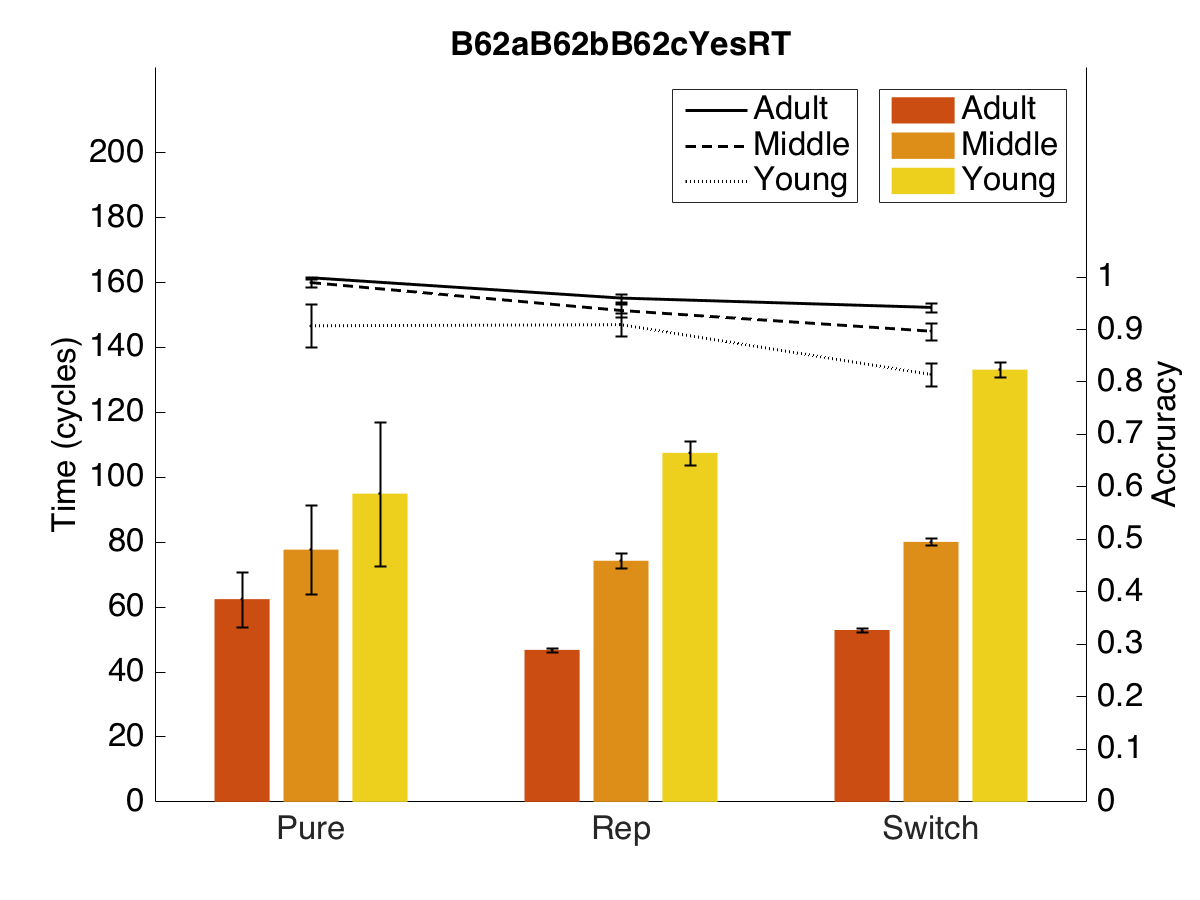 B62aB62bB62cYesRT
Adult
Middle
Young
Adult
Middle
Young
Time (cycles)
200
180
160
140
120
100
80
60
40
20
0
1
0.9
0.8
0.7
0.6
0.5
0.4
0.3
0.2
0.1
0
Accruracy
Pure
Rep
Switch